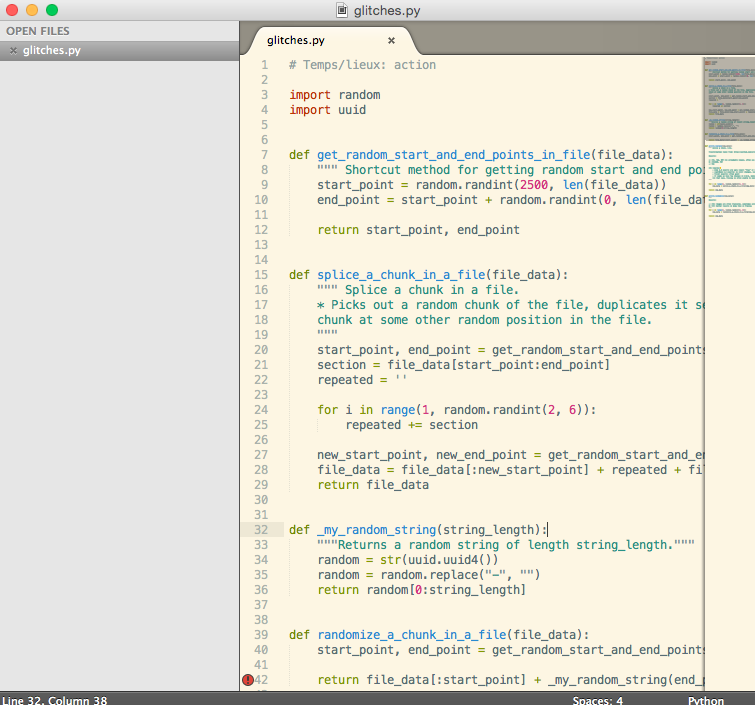 glitches.py
OPEN FILES
glitches.py
glitches.py
1 # Temps/lieux: action
2
3 import random
4 import uuid
5
6
7 def get_random_start_and_end_points_in_file(file_data):
8 """ Shortcut method for getting random start and end poi
9 start_point = random.randint(2500, len(file_data))
10 end_point = start_point + random.randint(0, len(file_da
11
12 return start_point, end_point
13
14
15 def splice_a_chunk_in_a_file(file_data):
16 """ Splice a chunk in a file.
17 * Picks out a random chunk of the file, duplicates it se
18 chunk at some other random position in the file.
19 """
20 start_point, end_point = get_random_start_and_end_points
21 section = file_data[start_point:end_point]
22 repeated = ''
23
24 for i in range(1, random.randint(2, 6)):
25 repeated += section
26
27 new_start_point, new_end_point = get_random_start_and_en
28 file_data = file_data[:new_start_point] + repeated + fil
29 return file_data
30
31
32 def _my_random_string(string_length):
33 """Returns a random string of length string_length."""
34 random = str(uuid.uuid4())
35 random = random.replace("-", "")
36 return random[0:string_length]
37
38
39 def randomize_a_chunk_in_a_file(file_data):
40 start_point, end_point = get_random_start_and_end_points
41
42 return file_data[:start_point] + _my_random_string(end_p
Line 32, Column 38 Spaces: 4 Python